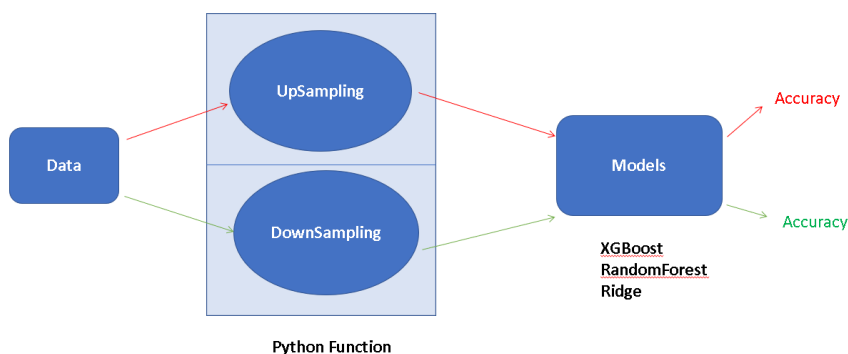 UpSampling
Accuracy
Data
Models
Accuracy
DownSampling
XGBoost
RandomForest
Ridge
Python Function